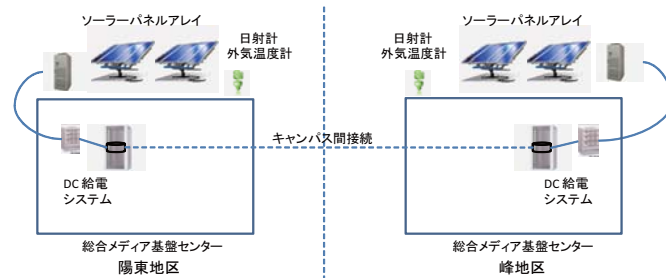 ソーラーパネルアレイ
日射計
外気温度計
DC 給電
システム
総合メディア基盤センター
陽東地区
キャンパス間接続
ソーラーパネルアレイ
日射計
外気温度計
DC 給電
システム
総合メディア基盤センター
峰地区